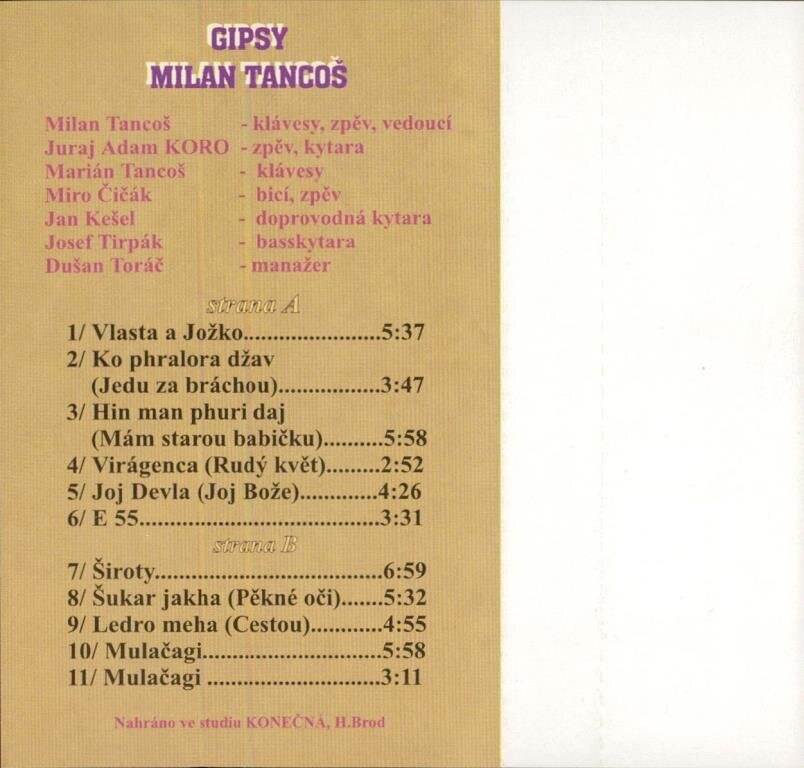 GIPSY
MILAN TANCOŠ
Milan Tancoš - klávesy, zpěv, vedoucí
Juraj Adam KORO - zpěv, kytara
Marián Tancoš - klávesy
Miro Čičák - bicí, zpěv
Jan Kešel - doprovodná kytara
Josef Tirpák - basskytara
Dušan Toráč - manažer
strana A
1/ Vlasta a Jožko.......................5:37
2/ Ko phralora džav
(Jedu za bráchou).................3:47
3/ Hin man phuri daj
(Mám starou babičku)..........5:58
4/ Virágenca (Rudý květ).........2:52
5/ Joj Devla (Joj Bože).............4:26
6/ E 55........................................3:31
strana B
7/ Široty......................................6:59
8/ Šukar jakha (Pěkné oči).......5:32
9/ Ledro meha (Cestou)............4:55
10/ Mulačagi..............................5:58
11/ Mulačagi .............................3:11
Nahráno ve studiu KONEČNÁ, H.Brod